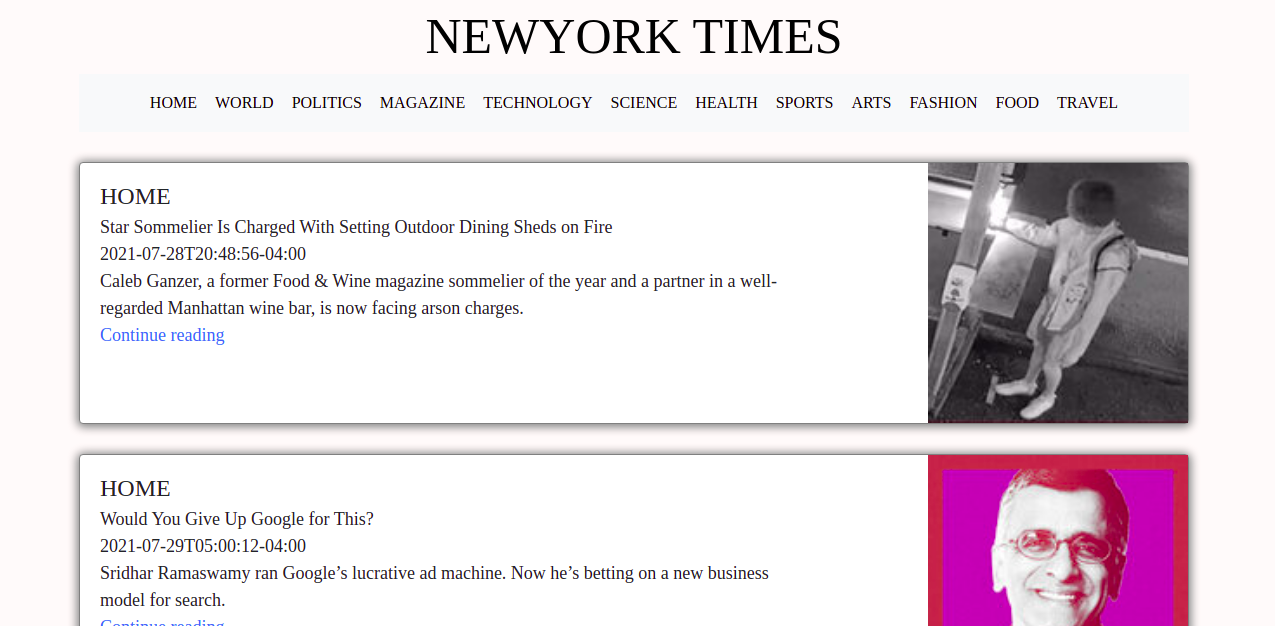 NEWYORK TIMES
HOME WORLD POLITICS MAGAZINE TECHNOLOGY SCIENCE HEALTH SPORTS ARTS FASHION FOOD TRAVEL
HOME
Star Sommelier Is Charged With Setting Outdoor Dining Sheds on Fire
2021-07-28T20:48:56-04:00
Caleb Ganzer, a former Food & Wine magazine sommelier of the year and a partner in a well-
regarded Manhattan wine bar, is now facing arson charges.
Continue reading
HOME
Would You Give Up Google for This?
2021-07-29T05:00:12-04:00
Sridhar Ramaswamy ran Google’s lucrative ad machine. Now he’s betting on a new business
model for search.
Continue reading